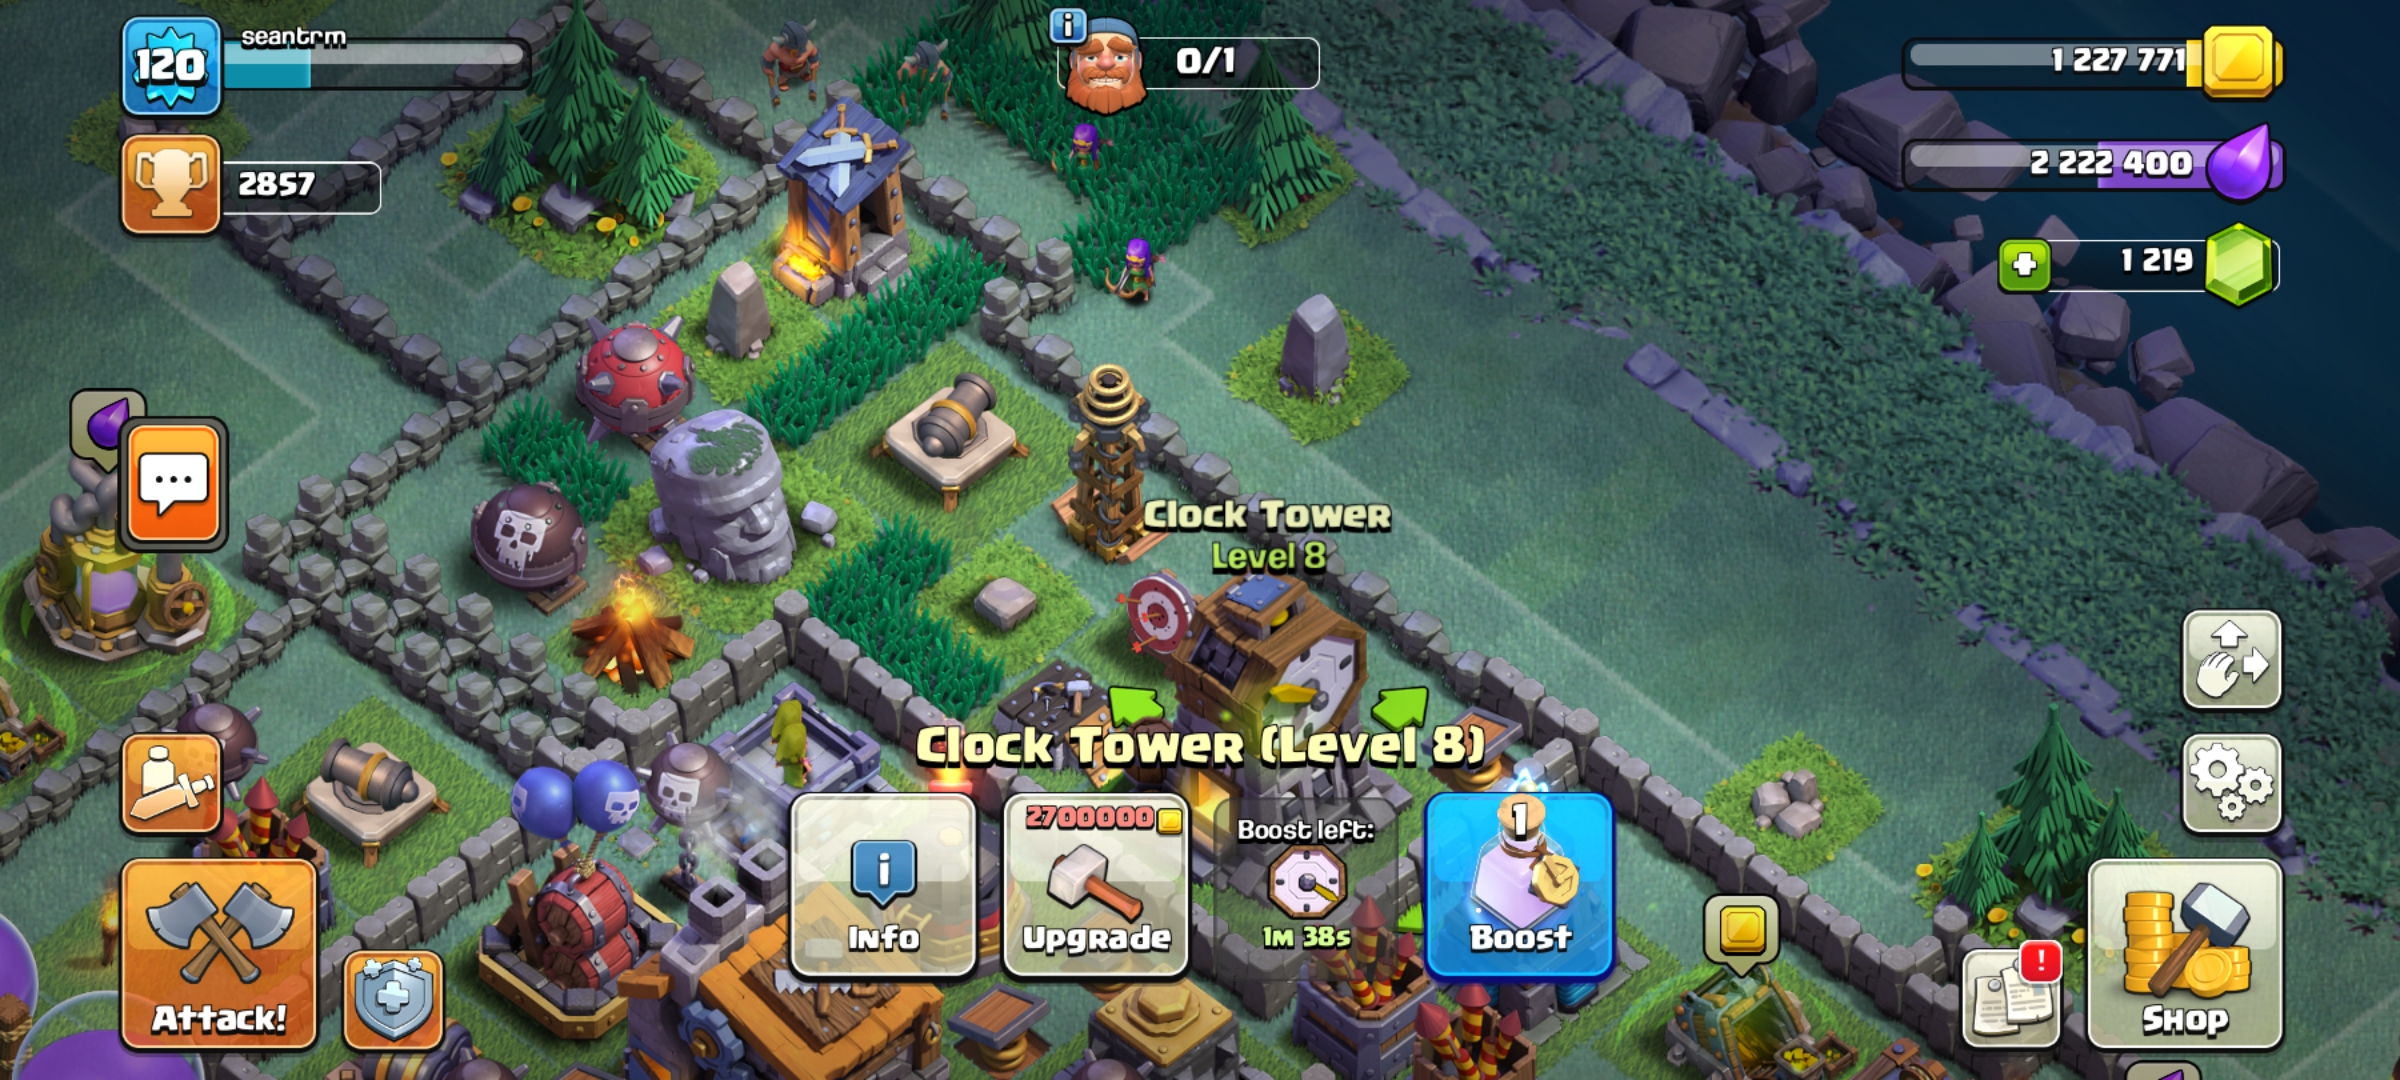 120
seantrm
0/1
1 227 771
2857
2 222 400
1 219
Clock Tower
Level 8
Clock Tower (Level 8)
2700000
Boost left:
1
Info
Upgrade
1m 38s
Boost
Attack!
!
Shop